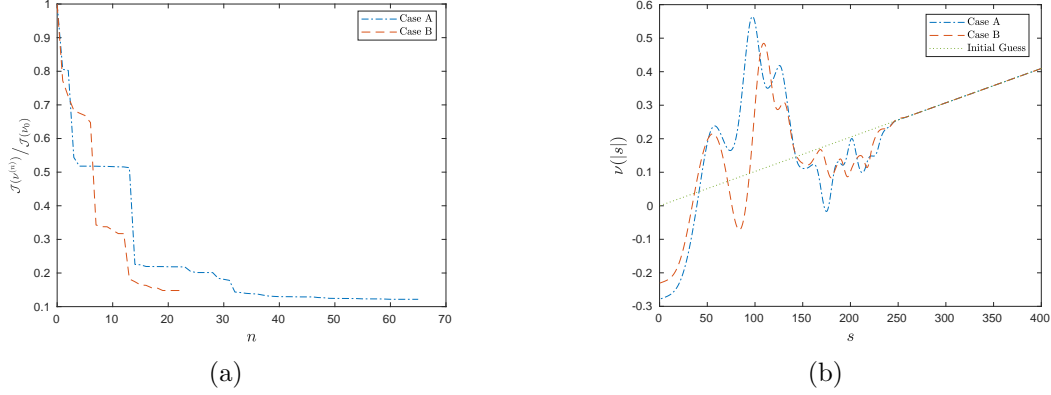 1
0.9
0.8
0.7
0.6
0.5
0.4
0.3
0.2
0.1
0 10 20 30 40 50 60 70
n
𝒥(ν⁽ⁿ⁾)/𝒥(ν₀)
Case A
Case B
(a)
0.6
0.5
0.4
0.3
0.2
0.1
0
-0.1
-0.2
-0.3
0 50 100 150 200 250 300 350 400
s
ν(|s|)
Case A
Case B
Initial Guess
(b)